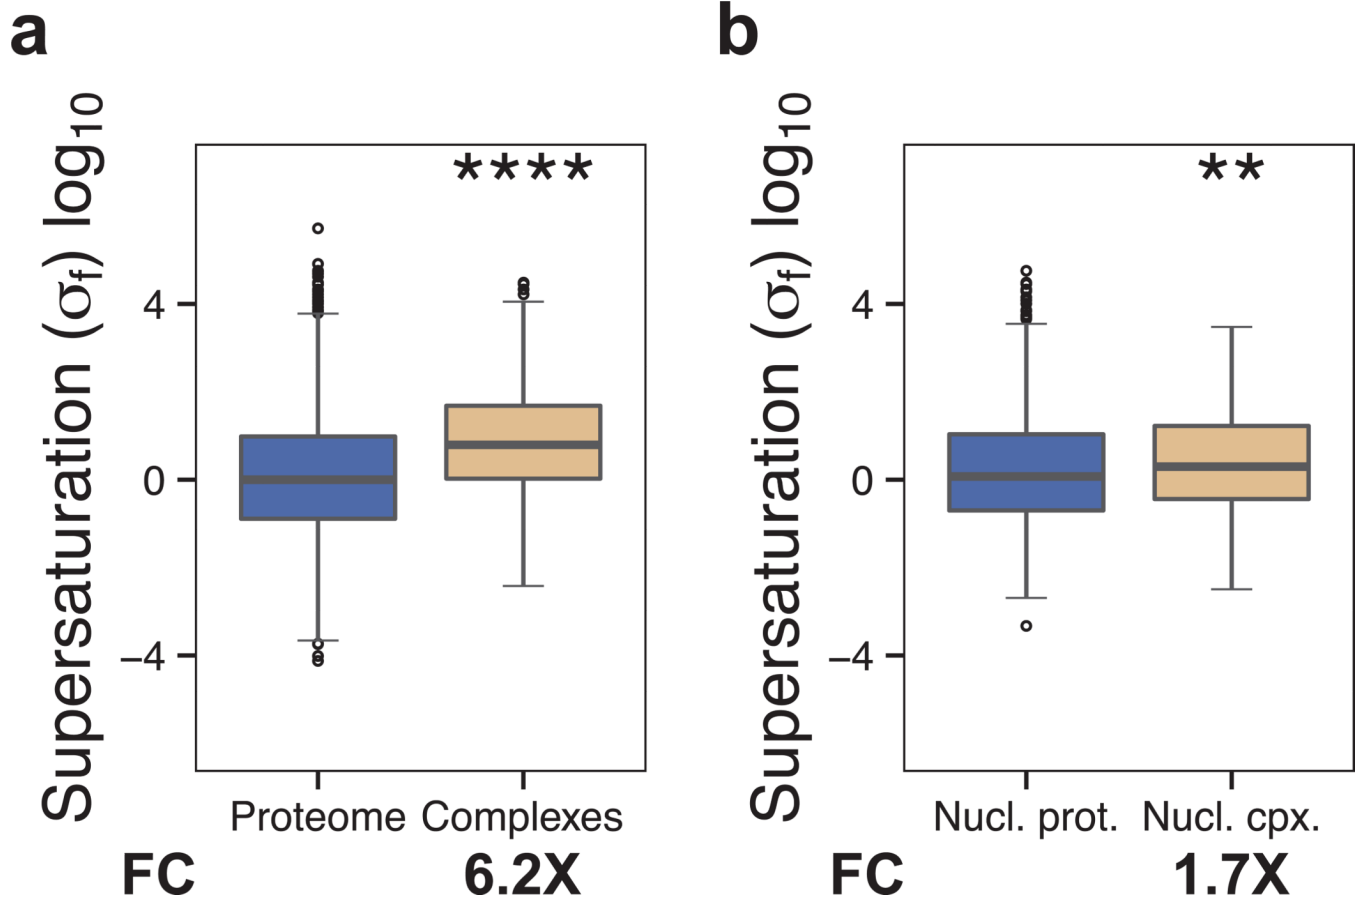 a
Supersaturation (σf) log10
****
4
0
−4
Proteome Complexes
FC 6.2X
b
Supersaturation (σf) log10
**
4
0
−4
Nucl. prot. Nucl. cpx.
FC 1.7X